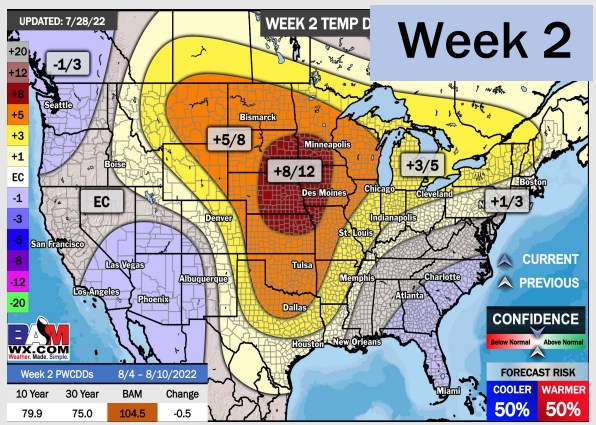 UPDATED: 7/28/22
WEEK 2 TEMP D
Week 2
+20
+12
+8
+5
+3
+1
EC
-1
-3
-5
-8
-12
-20
-1/3
Seattle
Bismarck
+5/8
Minneapolis
+3/5
Boise
+8/12
Des Moines
Chicago
Cleveland
Boston
EC
+1/3
Denver
Indianapolis
St. Louis
San Francisco
Las Vegas
Albuquerque
Tulsa
Memphis
Charlotte
Los Angeles
Phoenix
Atlanta
Dallas
Houston
New Orleans
Miami
CURRENT
PREVIOUS
CONFIDENCE
Below Normal
Above Normal
FORECAST RISK
COOLER
50%
WARMER
50%
BAM
WX.COM
Weather. Made. Simple.
Week 2 PWCDDs
8/4 – 8/10/2022
10 Year
30 Year
BAM
Change
79.9
75.0
104.5
-0.5